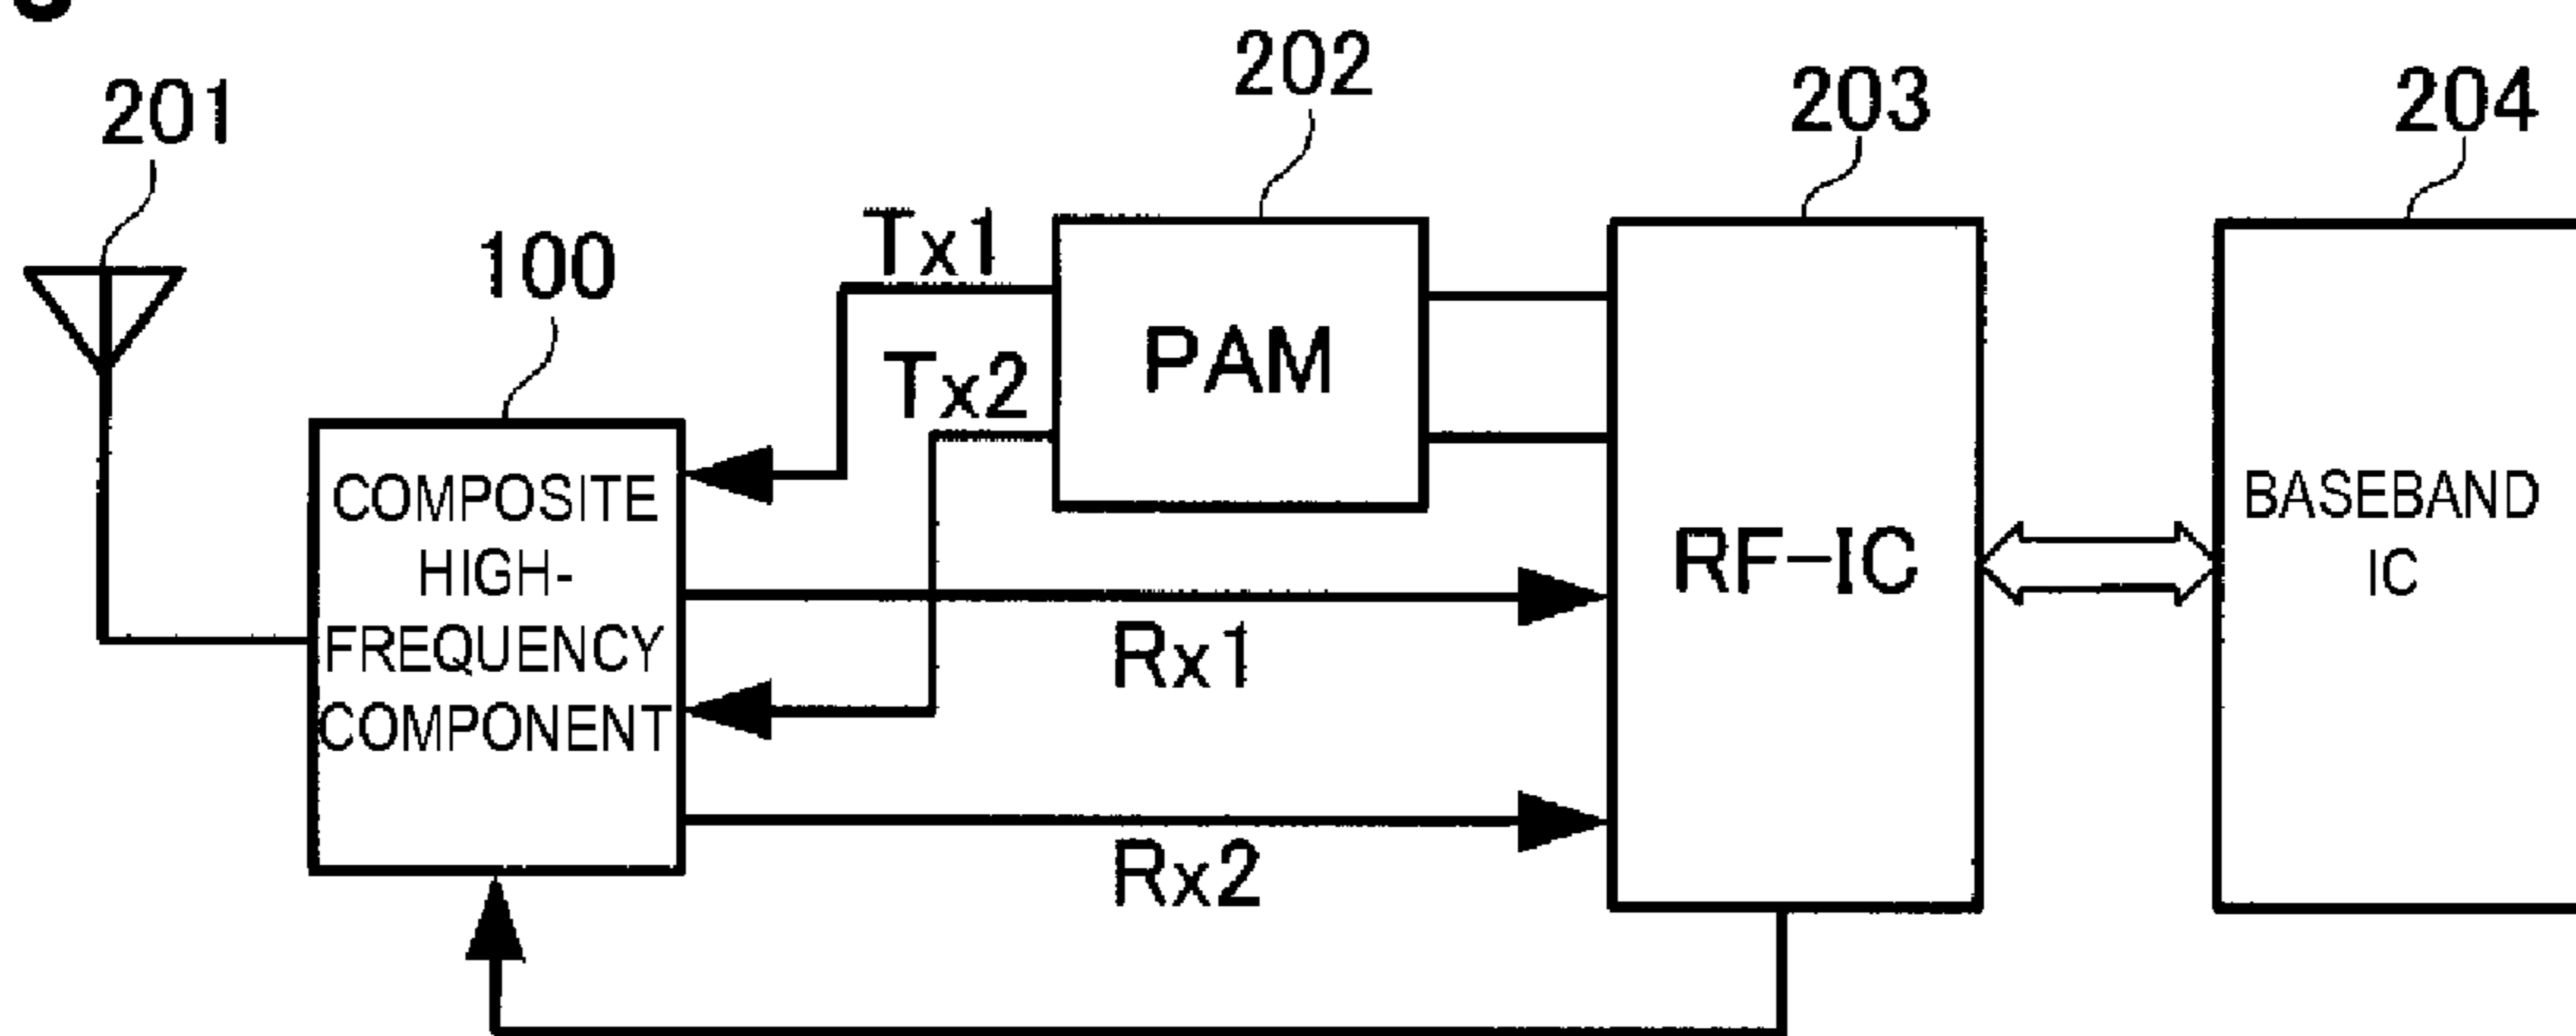 201
202
203
204
100
Tx1
Tx2
PAM
RF-IC
COMPOSITE
HIGH-
FREQUENCY
COMPONENT
BASEBAND
IC
Rx1
Rx2